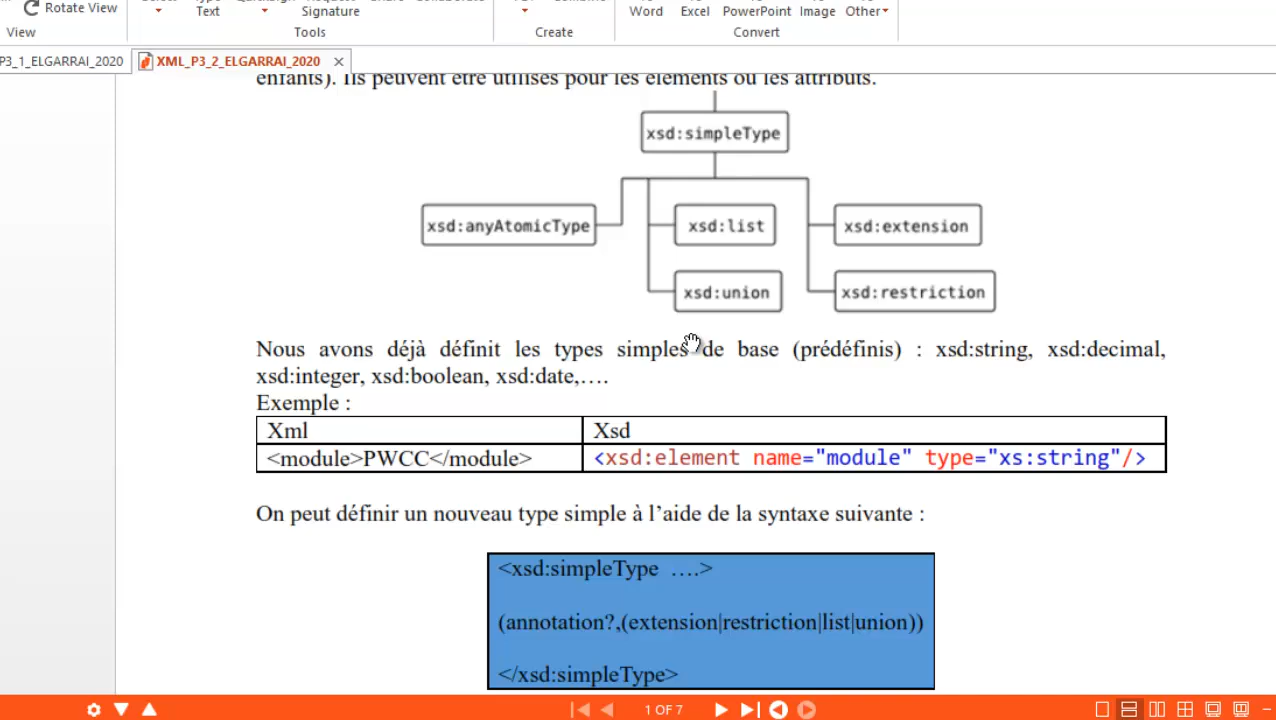 Rotate View
Text
Signature
Word Excel PowerPoint Image Other
View Tools Create Convert
P3_1_ELGARRAI_2020 XML_P3_2_ELGARRAI_2020
enfants). Ils peuvent être utilisés pour les éléments ou les attributs.
xsd:simpleType
xsd:anyAtomicType xsd:list xsd:extension
xsd:union xsd:restriction
Nous avons déjà définit les types simples de base (prédéfinis) : xsd:string, xsd:decimal,
xsd:integer, xsd:boolean, xsd:date,….
Exemple :
Xml Xsd
<module>PWCC</module> <xsd:element name="module" type="xs:string"/>
On peut définir un nouveau type simple à l’aide de la syntaxe suivante :
<xsd:simpleType ….>
(annotation?,(extension|restriction|list|union))
</xsd:simpleType>
1 OF 7